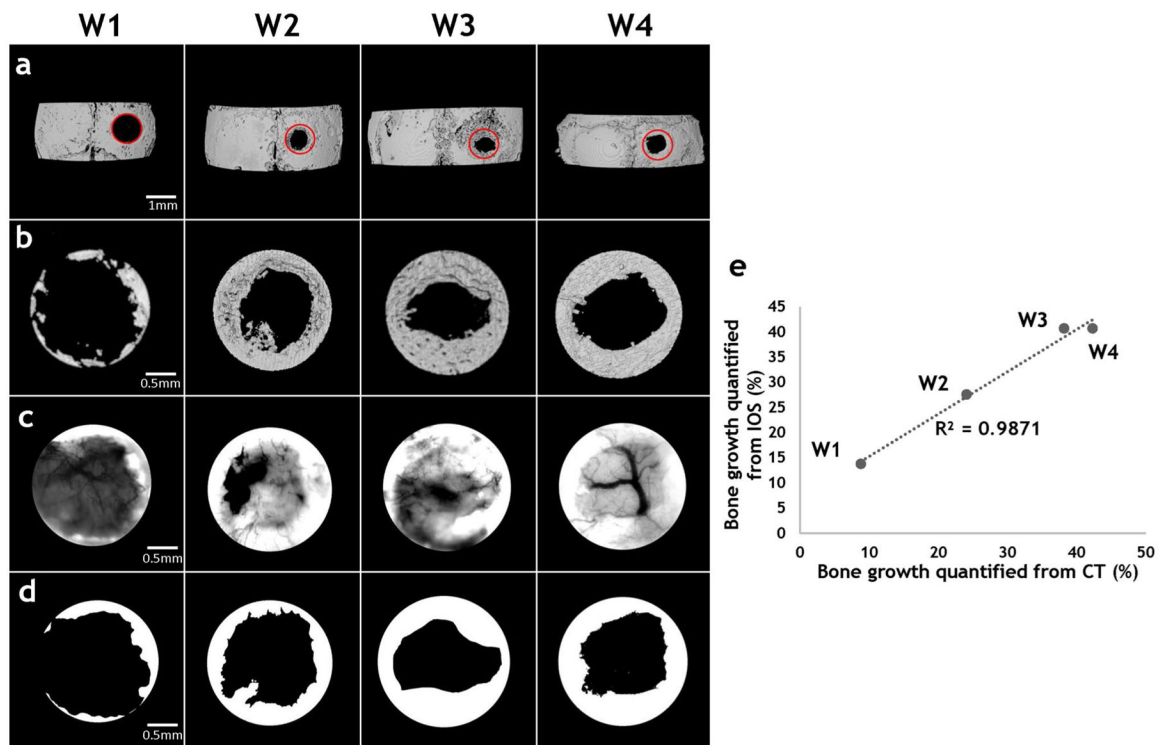 W1 W2 W3 W4
a
1mm
b
0.5mm
c
0.5mm
d
0.5mm
e
Bone growth quantified
from IOS (%)
45
40
35
30
25
20
15
10
5
0
W1
W2
W3
W4
R² = 0.9871
0 10 20 30 40 50
Bone growth quantified from CT (%)